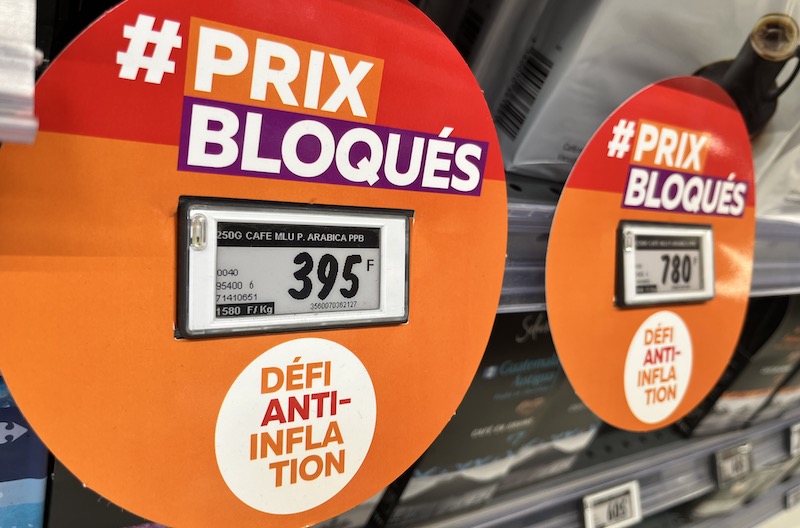 #PRIX
BLOQUÉS
250G CAFE MLU P. ARABICA PPB
395 F
0040
95400 6
71410651
1580 F/Kg
3560070362127
DÉFI
ANTI-
INFLA
TION
#PRIX
BLOQUÉS
780 F
DÉFI
ANTI-
INFLA
TION
605